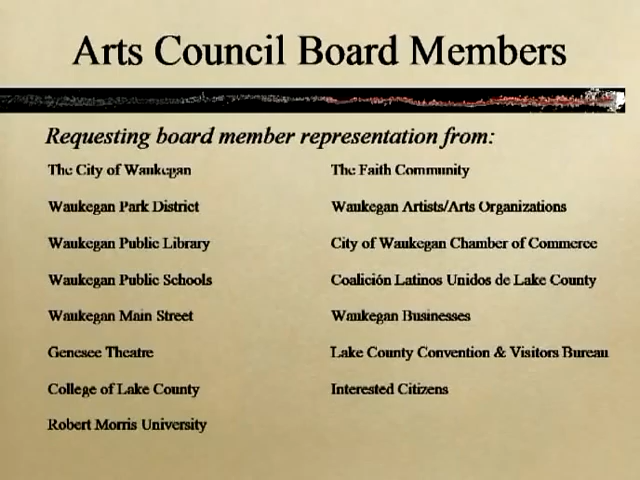 Arts Council Board Members
Requesting board member representation from:
The City of Waukegan
Waukegan Park District
Waukegan Public Library
Waukegan Public Schools
Waukegan Main Street
Genesee Theatre
College of Lake County
Robert Morris University
The Faith Community
Waukegan Artists/Arts Organizations
City of Waukegan Chamber of Commerce
Coalición Latinos Unidos de Lake County
Waukegan Businesses
Lake County Convention & Visitors Bureau
Interested Citizens